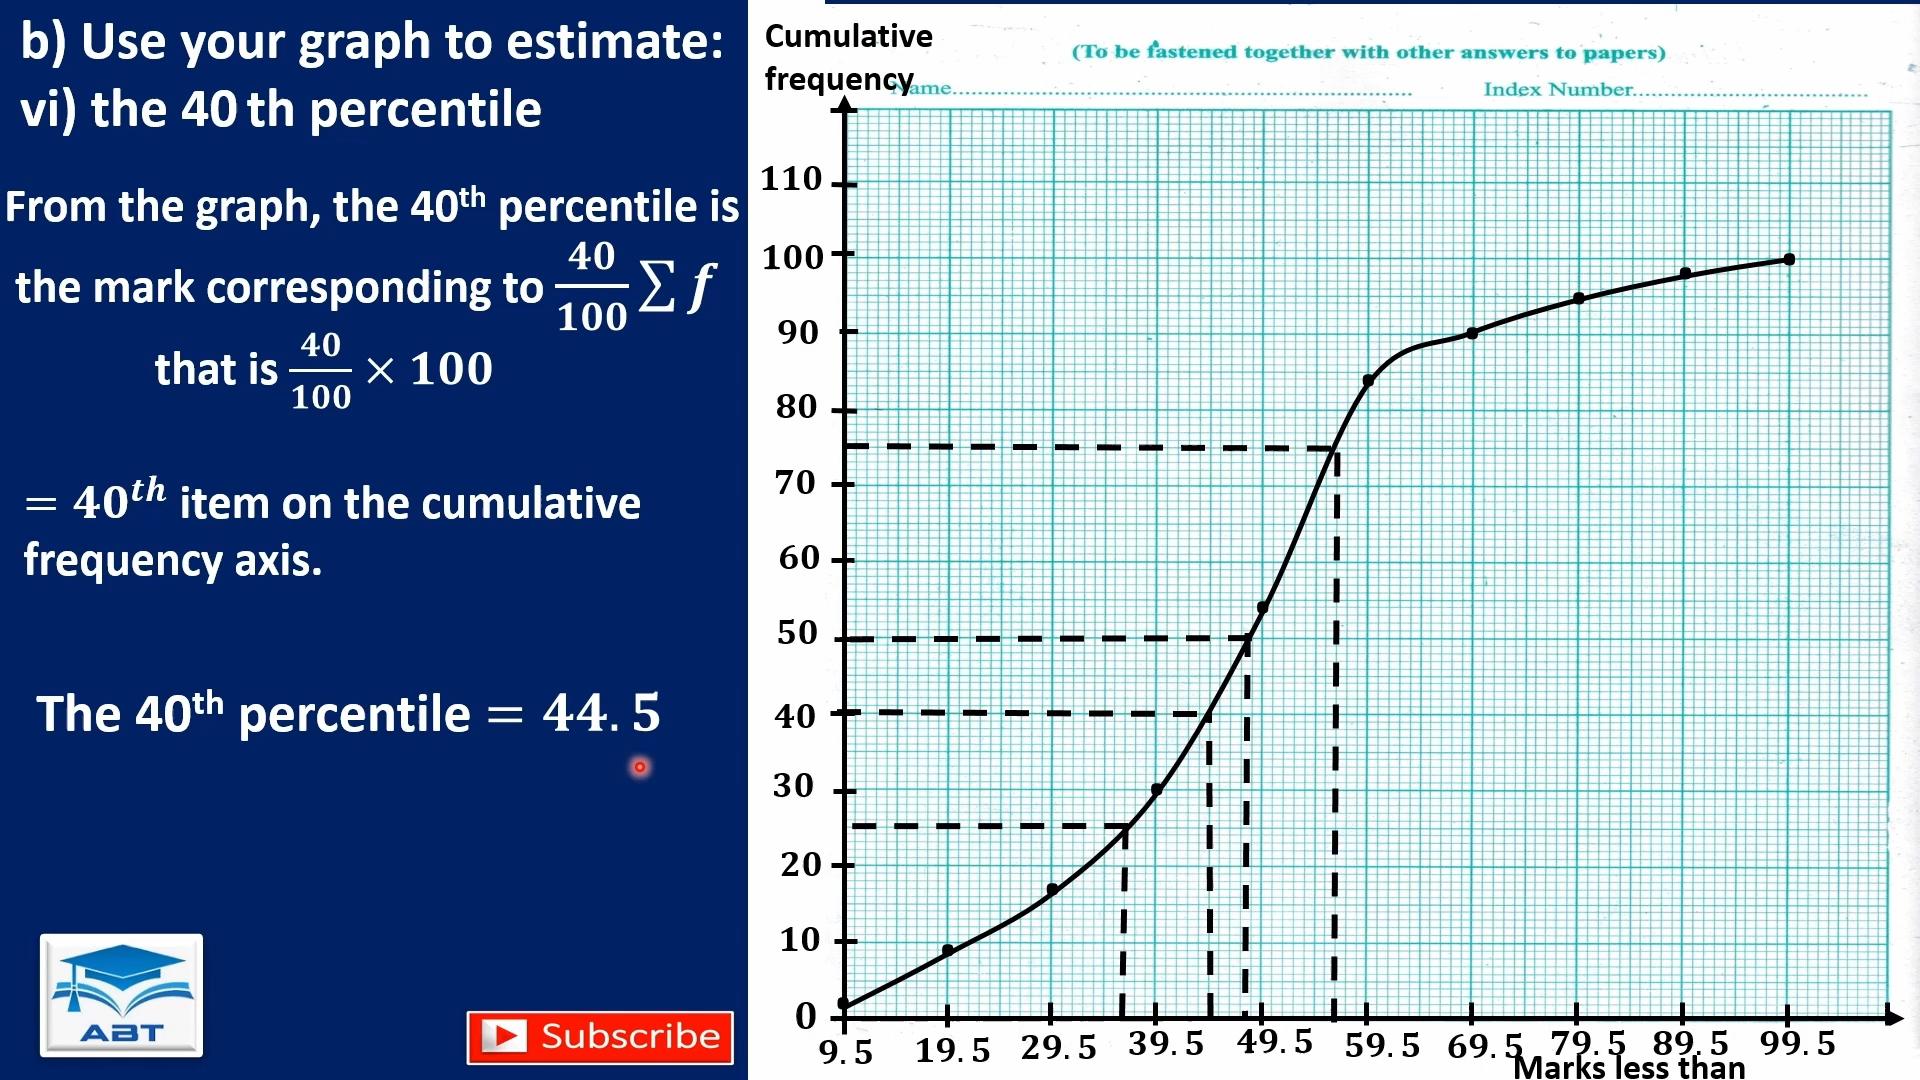 b) Use your graph to estimate:
vi) the 40 th percentile
From the graph, the 40th percentile is
the mark corresponding to 40/100 ∑ f
that is 40/100 × 100
= 40th item on the cumulative
frequency axis.
The 40th percentile = 44. 5
ABT
Subscribe
Cumulative
frequency
(To be fastened together with other answers to papers)
Name
Index Number
110
100
90
80
70
60
50
40
30
20
10
0
9. 5 19. 5 29. 5 39. 5 49. 5 59. 5 69. 5 79. 5 89. 5 99. 5
Marks less than